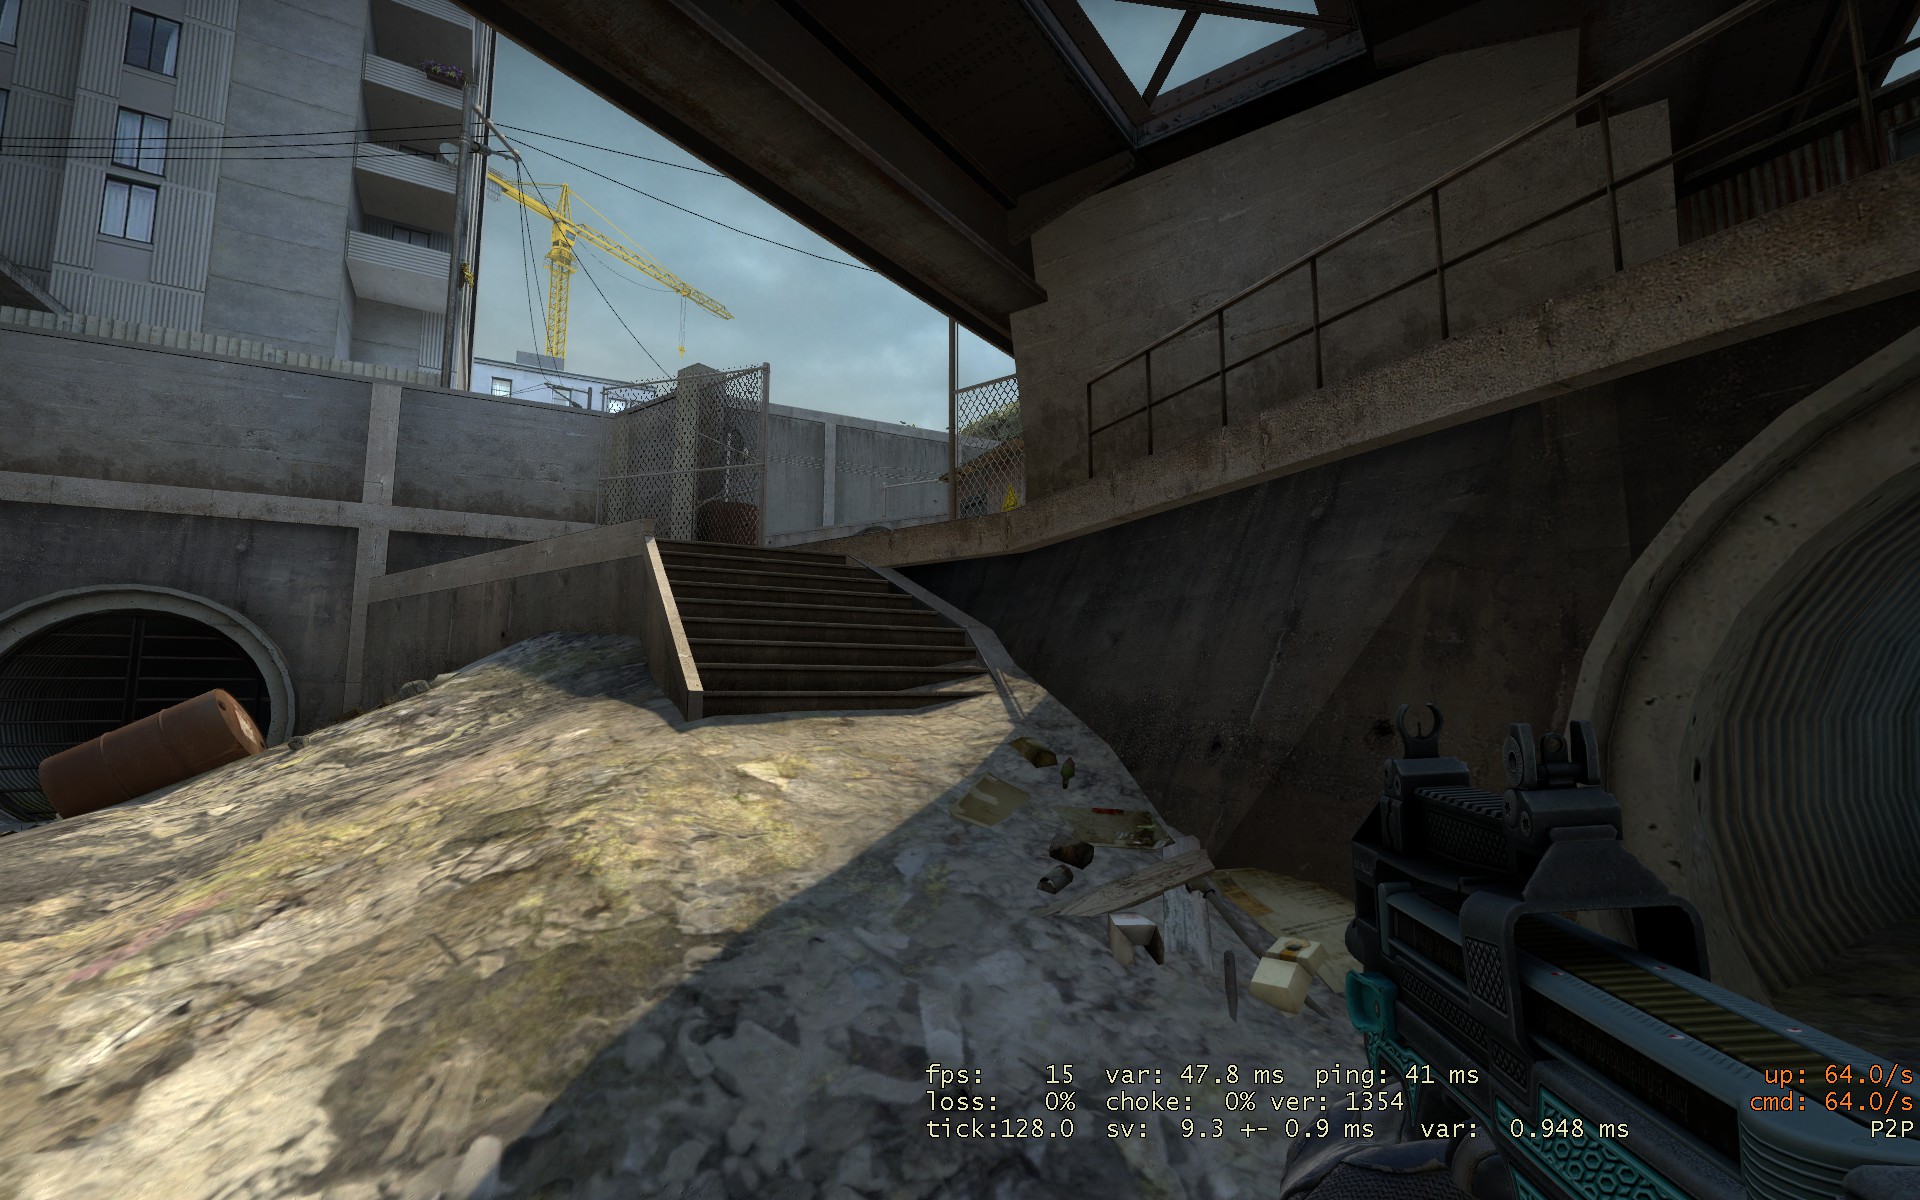 fps: 15 var: 47.8 ms ping: 41 ms
up: 64.0/s
loss: 0% choke: 0% ver: 1354
cmd: 64.0/s
tick:128.0 sv: 9.3 +- 0.9 ms var: 0.948 ms
P2P